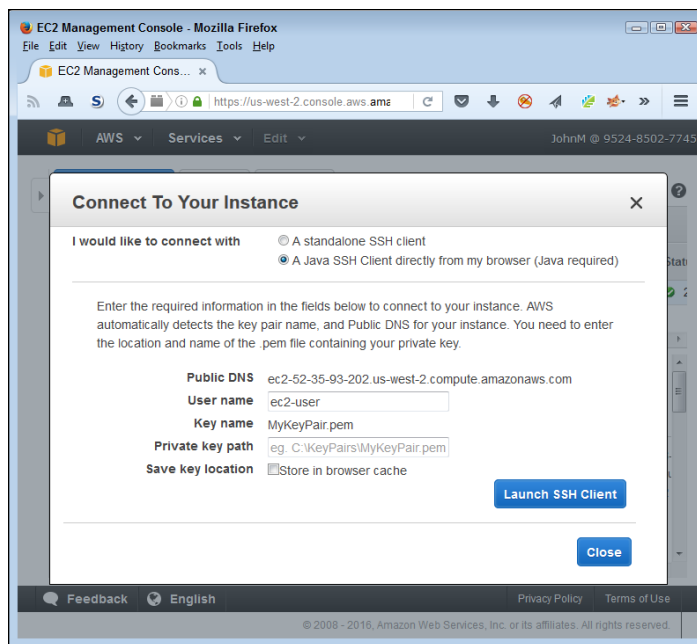 EC2 Management Console - Mozilla Firefox
File Edit View History Bookmarks Tools Help
EC2 Management Cons... ×
https://us-west-2.console.aws.ama
AWS Services Edit JohnM @ 9524-8502-7745
Connect To Your Instance
I would like to connect with A standalone SSH client
A Java SSH Client directly from my browser (Java required)
Stat
Enter the required information in the fields below to connect to your instance. AWS
automatically detects the key pair name, and Public DNS for your instance. You need to enter
the location and name of the .pem file containing your private key.
Public DNS ec2-52-35-93-202.us-west-2.compute.amazonaws.com
User name ec2-user
Key name MyKeyPair.pem
Private key path eg. C:\KeyPairs\MyKeyPair.pem
Save key location Store in browser cache
Launch SSH Client
Close
Feedback English Privacy Policy Terms of Use
© 2008 - 2016, Amazon Web Services, Inc. or its affiliates. All rights reserved.